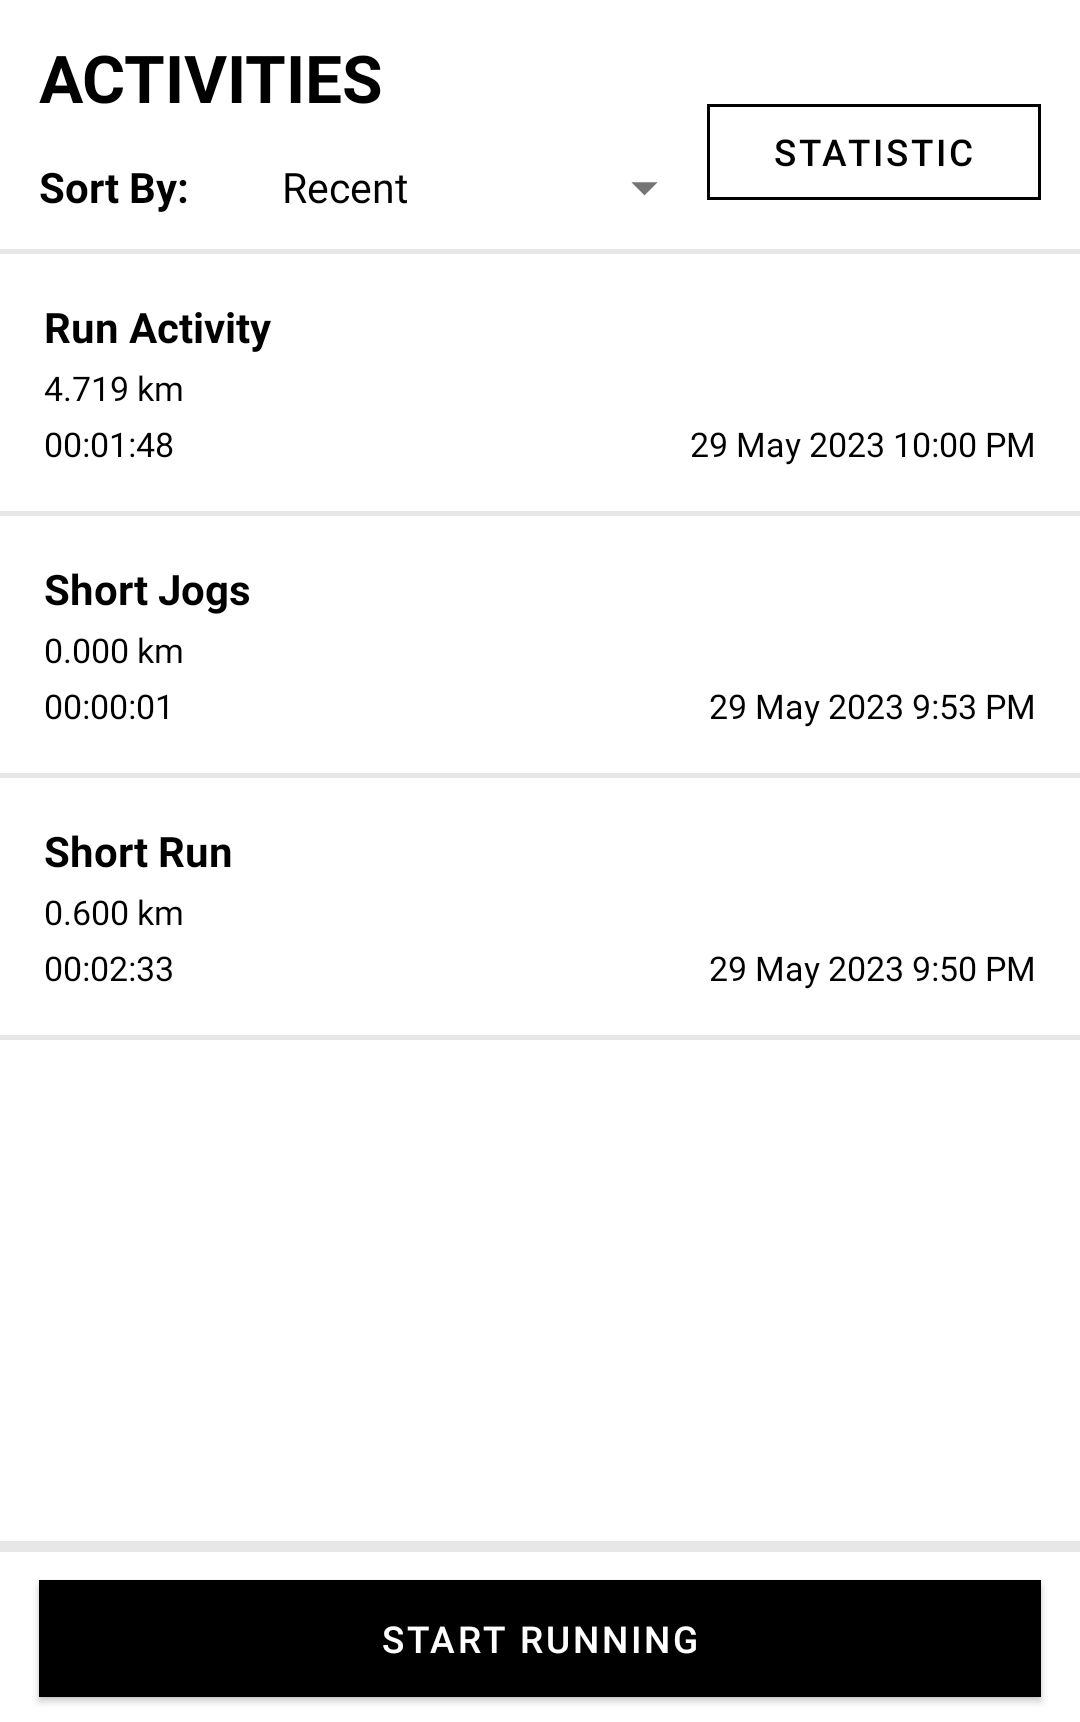 ACTIVITIES
STATISTIC
Sort By: Recent
Run Activity
4.719 km
00:01:48 29 May 2023 10:00 PM
Short Jogs
0.000 km
00:00:01 29 May 2023 9:53 PM
Short Run
0.600 km
00:02:33 29 May 2023 9:50 PM
START RUNNING